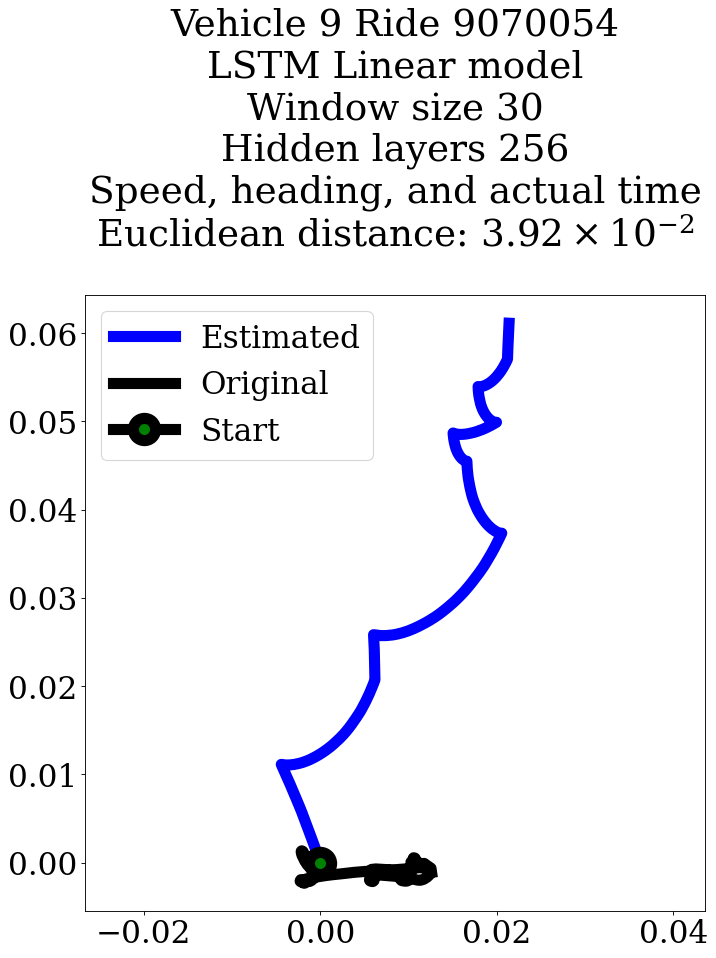 Vehicle 9 Ride 9070054
LSTM Linear model
Window size 30
Hidden layers 256
Speed, heading, and actual time
Euclidean distance: 3.92 × 10⁻²
Estimated
Original
Start
0.06
0.05
0.04
0.03
0.02
0.01
0.00
−0.02 0.00 0.02 0.04